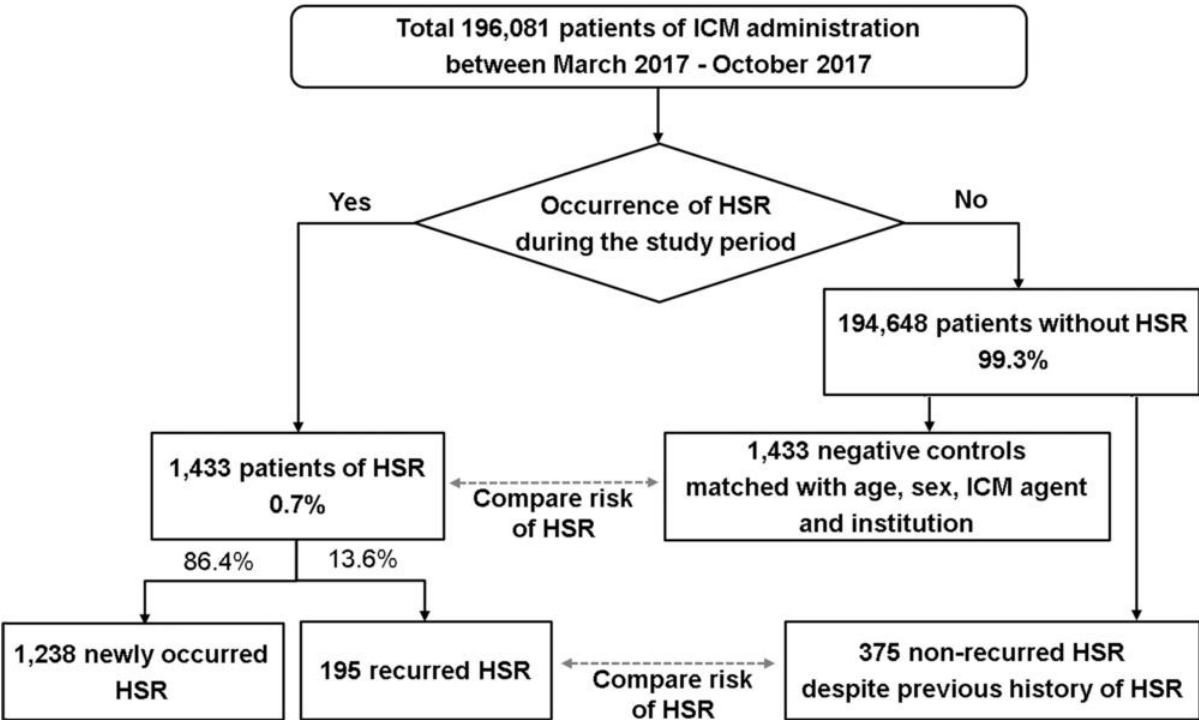 Total 196,081 patients of ICM administration
between March 2017 - October 2017
Yes
Occurrence of HSR
during the study period
No
194,648 patients without HSR
99.3%
1,433 patients of HSR
0.7%
Compare risk
of HSR
1,433 negative controls
matched with age, sex, ICM agent
and institution
86.4%
13.6%
1,238 newly occurred
HSR
195 recurred HSR
Compare risk
of HSR
375 non-recurred HSR
despite previous history of HSR